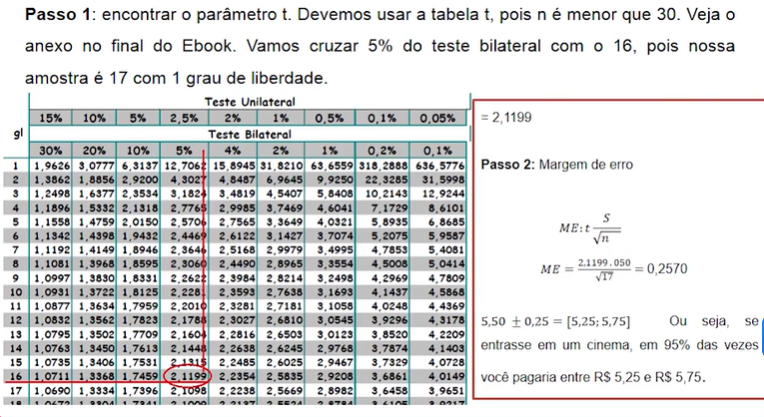 Passo 1: encontrar o parâmetro t. Devemos usar a tabela t, pois n é menor que 30. Veja o
anexo no final do Ebook. Vamos cruzar 5% do teste bilateral com o 16, pois nossa
amostra é 17 com 1 grau de liberdade.
Teste Unilateral
15% 10% 5% 2,5% 2% 1% 0,5% 0,1% 0,05%
gl Teste Bilateral
30% 20% 10% 5% 4% 2% 1% 0,2% 0,1%
1 1,9626 3,0777 6,3137 12,7062 15,8945 31,8210 63,6559 318,2888 636,5776
2 1,3862 1,8856 2,9200 4,3027 4,8487 6,9645 9,9250 22,3285 31,5998
3 1,2498 1,6377 2,3534 3,1824 3,4819 4,5407 5,8408 10,2143 12,9244
4 1,1896 1,5332 2,1318 2,7765 2,9985 3,7469 4,6041 7,1729 8,6101
5 1,1558 1,4759 2,0150 2,5706 2,7565 3,3649 4,0321 5,8935 6,8685
6 1,1342 1,4398 1,9432 2,4469 2,6122 3,1427 3,7074 5,2075 5,9587
7 1,1192 1,4149 1,8946 2,3646 2,5168 2,9979 3,4995 4,7853 5,4081
8 1,1081 1,3968 1,8595 2,3060 2,4490 2,8965 3,3554 4,5008 5,0414
9 1,0997 1,3830 1,8331 2,2622 2,3984 2,8214 3,2498 4,2969 4,7809
10 1,0931 1,3722 1,8125 2,228 2,3593 2,7638 3,1693 4,1437 4,5868
11 1,0877 1,3634 1,7959 2,2010 2,3281 2,7181 3,1058 4,0248 4,4369
12 1,0832 1,3562 1,7823 2,1788 2,3027 2,6810 3,0545 3,9296 4,3178
13 1,0795 1,3502 1,7709 2,1604 2,2816 2,6503 3,0123 3,8520 4,2209
14 1,0763 1,3450 1,7613 2,1448 2,2638 2,6245 2,9768 3,7874 4,1403
15 1,0735 1,3406 1,7531 2,1315 2,2485 2,6025 2,9467 3,7329 4,0728
16 1,0711 1,3368 1,7459 2,1199 2,2354 2,5835 2,9208 3,6861 4,0149
17 1,0690 1,3334 1,7396 2,1098 2,2238 2,5669 2,8982 3,6458 3,9651
= 2,1199
Passo 2: Margem de erro
ME: t S/√n
ME = 2,1199 . 050/√17 = 0,2570
5,50 ± 0,25 = [5,25; 5,75] Ou seja, se
entrasse em um cinema, em 95% das vezes
você pagaria entre R$ 5,25 e R$ 5,75.